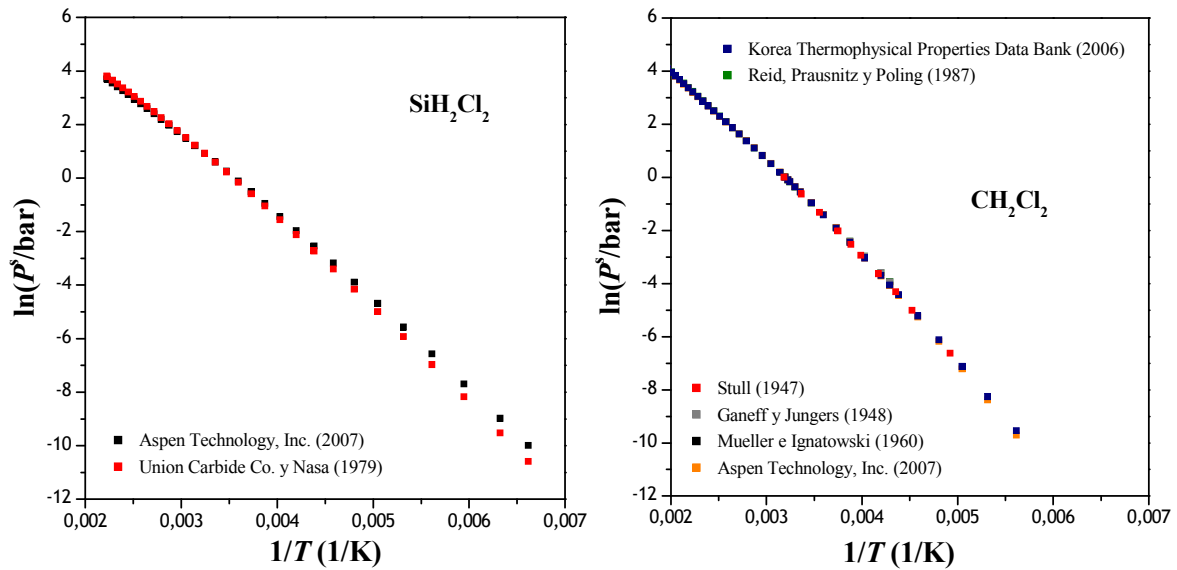 6
4
2
0
-2
-4
-6
-8
-10
-12
ln(Pˢ/bar)
SiH₂Cl₂
Aspen Technology, Inc. (2007)
Union Carbide Co. y Nasa (1979)
0,002 0,003 0,004 0,005 0,006 0,007
1/T (1/K)
6
4
2
0
-2
-4
-6
-8
-10
-12
ln(Pˢ/bar)
Korea Thermophysical Properties Data Bank (2006)
Reid, Prausnitz y Poling (1987)
CH₂Cl₂
Stull (1947)
Ganeff y Jungers (1948)
Mueller e Ignatowski (1960)
Aspen Technology, Inc. (2007)
0,002 0,003 0,004 0,005 0,006 0,007
1/T (1/K)